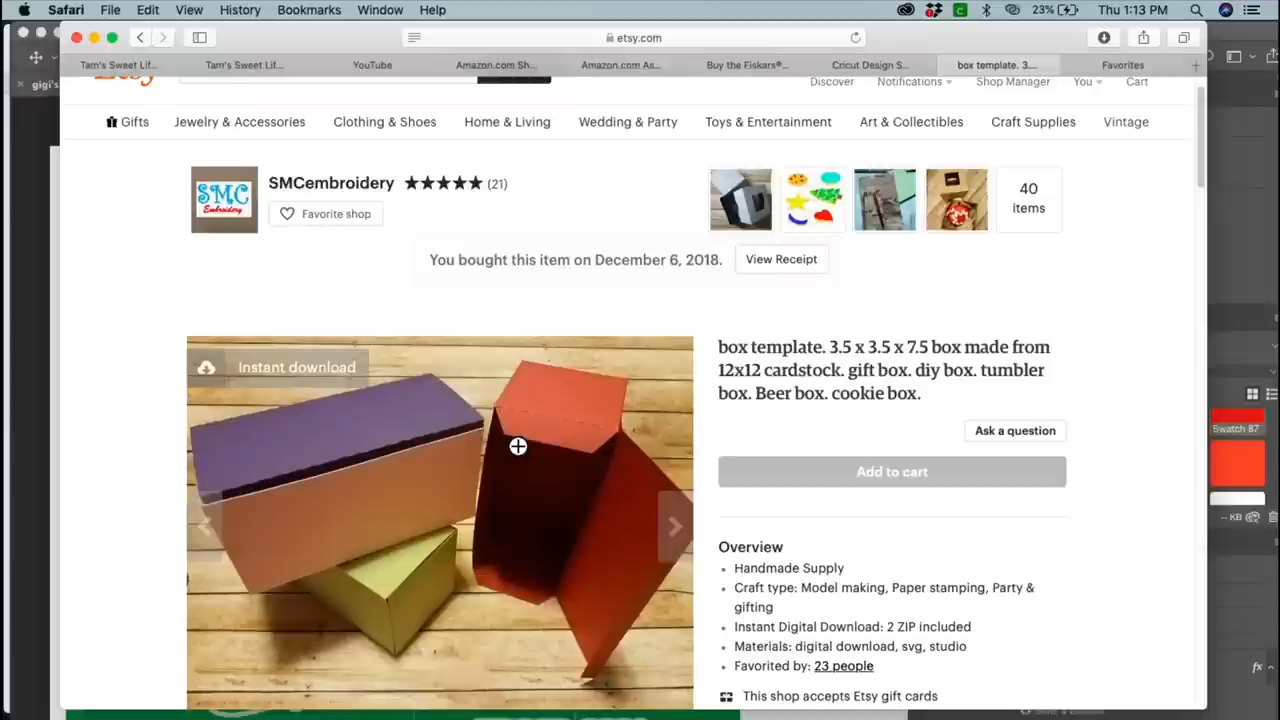 Safari File Edit View History Bookmarks Window Help 23% Thu 1:13 PM
etsy.com
Tam's Sweet Lif... Tam's Sweet Lif... YouTube Amazon.com Sh... Amazon.com As... Buy the Fiskars®... Cricut Design S... box template. 3.... Favorites
gigi's
Etsy
Discover Notifications Shop Manager You Cart
Gifts Jewelry & Accessories Clothing & Shoes Home & Living Wedding & Party Toys & Entertainment Art & Collectibles Craft Supplies Vintage
SMC
Embroidery
SMCembroidery ★★★★★ (21)
Favorite shop
40
items
You bought this item on December 6, 2018. View Receipt
Instant download
box template. 3.5 x 3.5 x 7.5 box made from
12x12 cardstock. gift box. diy box. tumbler
box. Beer box. cookie box.
Ask a question
Add to cart
Swatch 87
-- KB
Overview
Handmade Supply
Craft type: Model making, Paper stamping, Party &
gifting
Instant Digital Download: 2 ZIP included
Materials: digital download, svg, studio
Favorited by: 23 people
This shop accepts Etsy gift cards
fx